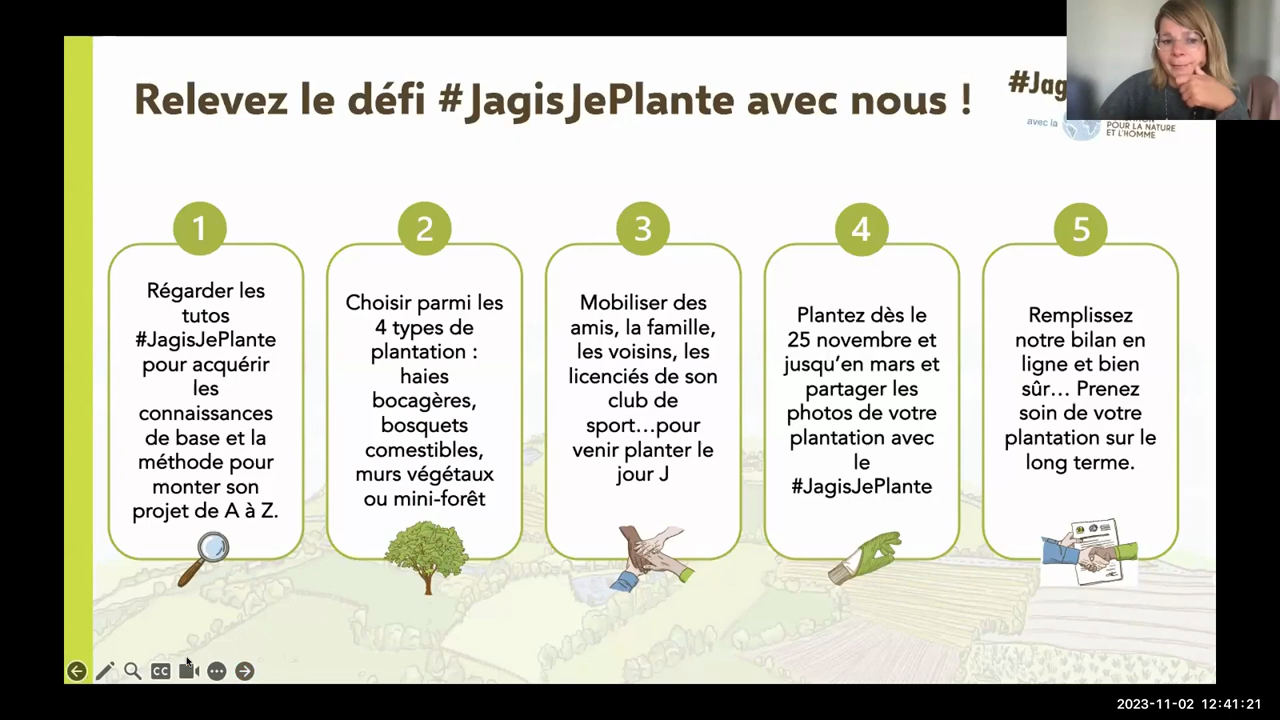 Relevez le défi #JagisJePlante avec nous !
#Jag
avec la
POUR LA NATURE
ET L'HOMME
1
Régarder les
tutos
#JagisJePlante
pour acquérir
les
connaissances
de base et la
méthode pour
monter son
projet de A à Z.
2
Choisir parmi les
4 types de
plantation :
haies
bocagères,
bosquets
comestibles,
murs végétaux
ou mini-forêt
3
Mobiliser des
amis, la famille,
les voisins, les
licenciés de son
club de
sport...pour
venir planter le
jour J
4
Plantez dès le
25 novembre et
jusqu'en mars et
partager les
photos de votre
plantation avec
le
#JagisJePlante
5
Remplissez
notre bilan en
ligne et bien
sûr... Prenez
soin de votre
plantation sur le
long terme.
CC
2023-11-02 12:41:21